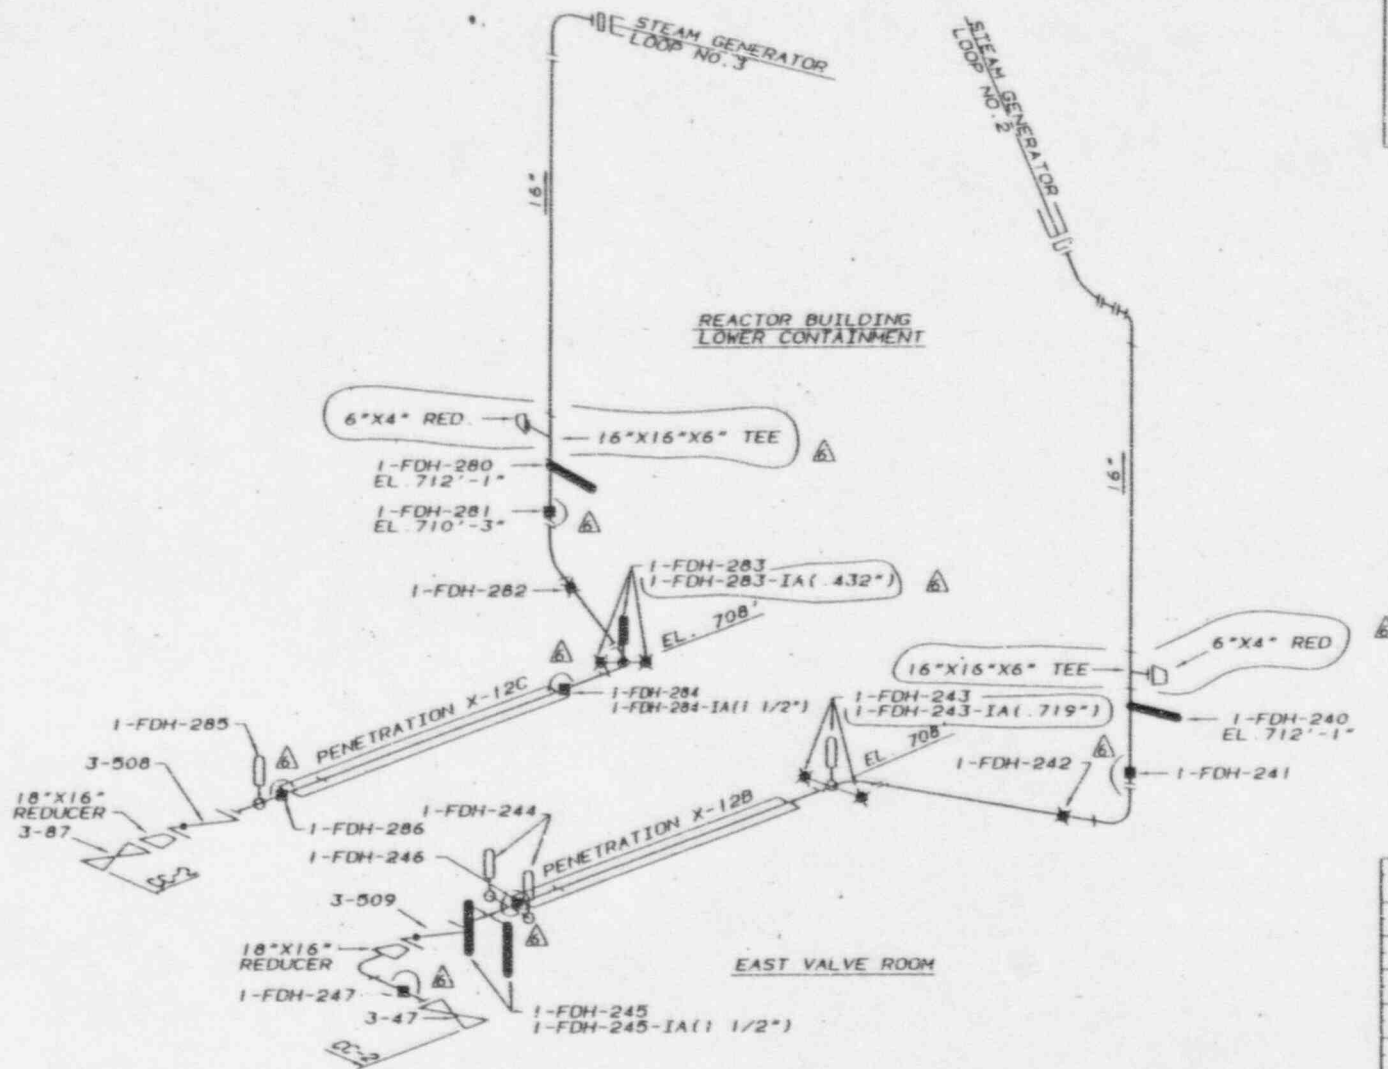 STEAM GENERATOR
LOOP NO. 3
STEAM GENERATOR
LOOP NO. 2
16"
REACTOR BUILDING
LOWER CONTAINMENT
6"X4" RED.
16"X16"X6" TEE
6
1-FDH-280
EL. 712'-1"
16"
1-FDH-281
EL. 710'-3"
6
1-FDH-283
1-FDH-283-IA(.432")
6
1-FDH-282
EL. 708'
6"X4" RED
6
6
16"X16"X6" TEE
PENETRATION X-12C
1-FDH-284
1-FDH-284-IA(1 1/2")
1-FDH-243
1-FDH-243-IA(.719")
1-FDH-240
EL. 712'-1"
1-FDH-285
EL. 708'
6
6
1-FDH-242
1-FDH-241
3-508
18"X16"
REDUCER
3-87
CC-2
1-FDH-286
1-FDH-244
PENETRATION X-12B
1-FDH-246
3-509
6
18"X16"
REDUCER
EAST VALVE ROOM
6
1-FDH-247
3-47
1-FDH-245
1-FDH-245-IA(1 1/2")
CC-2